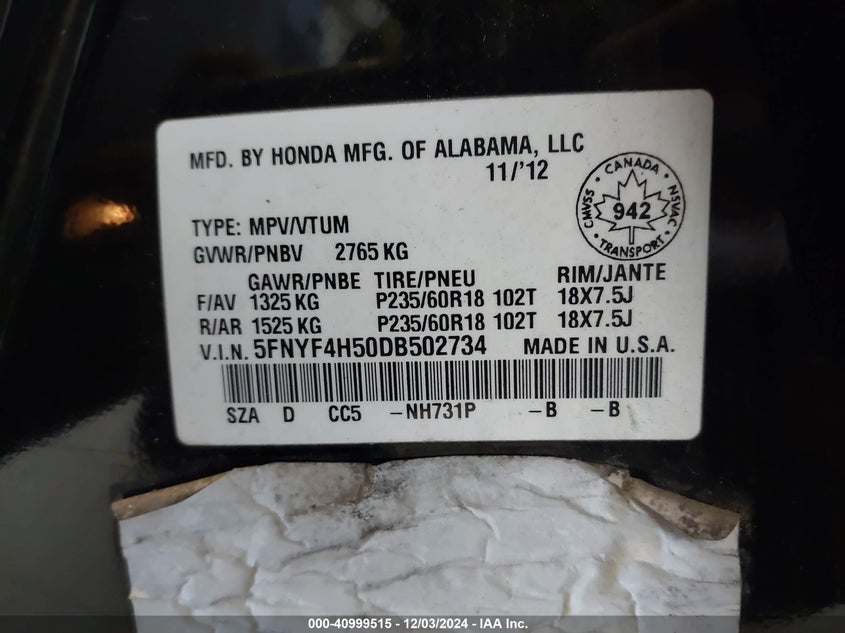 MFD. BY HONDA MFG. OF ALABAMA, LLC
11/'12
CANADA
CMVSS
942
NSVAC
TRANSPORT
TYPE: MPV/VTUM
GVWR/PNBV 2765 KG
GAWR/PNBE TIRE/PNEU RIM/JANTE
F/AV 1325 KG P235/60R18 102T 18X7.5J
R/AR 1525 KG P235/60R18 102T 18X7.5J
V.I.N. 5FNYF4H50DB502734 MADE IN U.S.A.
SZA D CC5 -NH731P -B -B
000-40999515 - 12/03/2024 - IAA Inc.